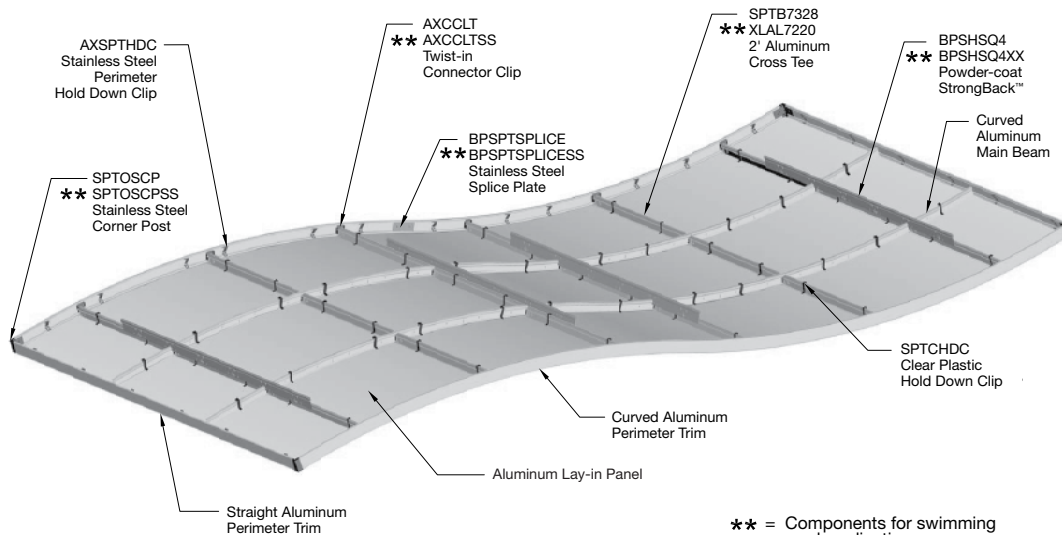 AXSPTHDC
Stainless Steel
Perimeter
Hold Down Clip
AXCCLT
** AXCCLTSS
Twist-in
Connector Clip
SPTB7328
** XLAL7220
2' Aluminum
Cross Tee
BPSHSQ4
** BPSHSQ4XX
Powder-coat
StrongBack™
Curved
Aluminum
Main Beam
BPSPTSPLICE
** BPSPTSPLICESS
Stainless Steel
Splice Plate
SPTOSCP
** SPTOSCPSS
Stainless Steel
Corner Post
SPTCHDC
Clear Plastic
Hold Down Clip
Curved Aluminum
Perimeter Trim
Aluminum Lay-in Panel
Straight Aluminum
Perimeter Trim
** = Components for swimming